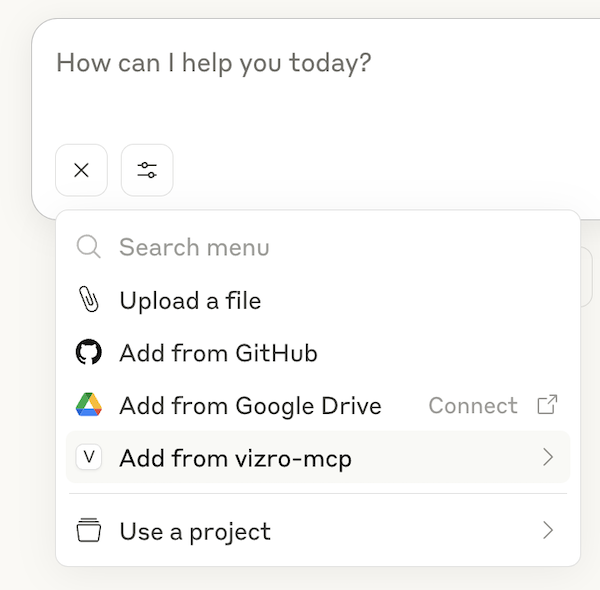 How can I help you today?
Search menu
Upload a file
Add from GitHub
Add from Google Drive Connect
V Add from vizro-mcp
Use a project